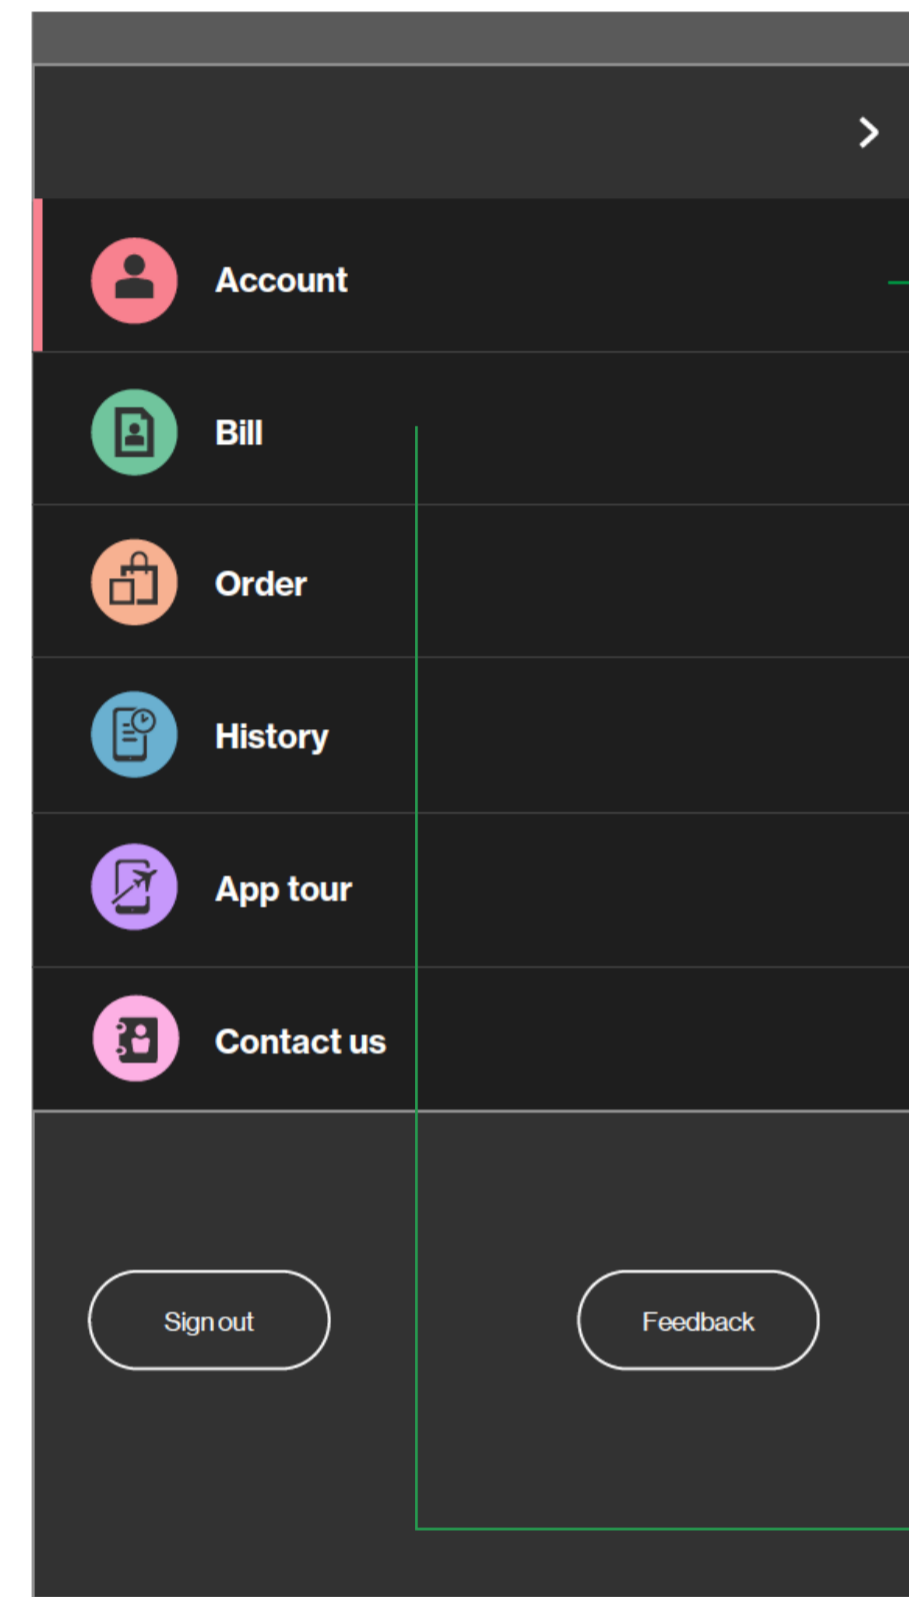 Account
Bill
Order
History
App tour
Contact us
Sign out
Feedback